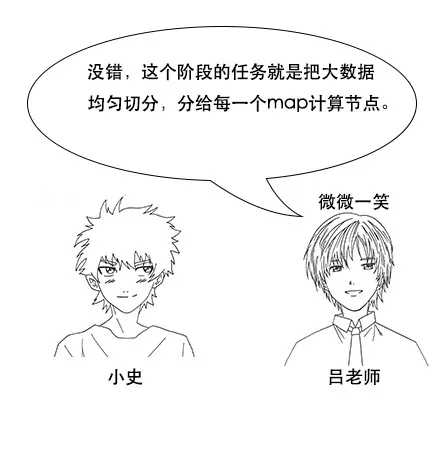 没错，这个阶段的任务就是把大数据
均匀切分，分给每一个map计算节点。
微微一笑
小史
吕老师